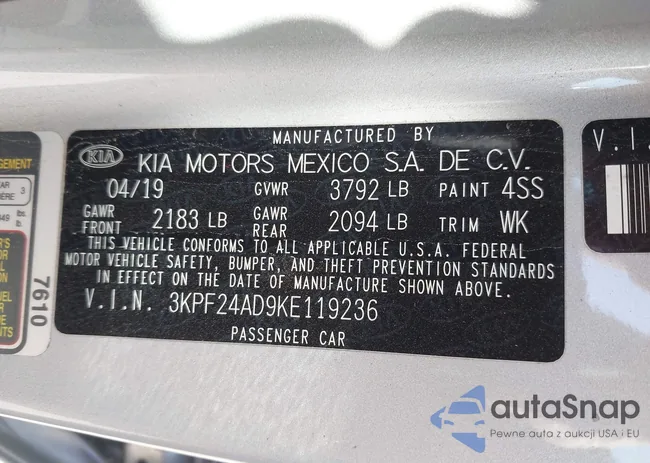 MANUFACTURED BY
KIA KIA MOTORS MEXICO S.A. DE C.V.
04/19 GVWR 3792 LB PAINT 4SS
GAWR FRONT 2183 LB GAWR REAR 2094 LB TRIM WK
THIS VEHICLE CONFORMS TO ALL APPLICABLE U.S.A. FEDERAL
MOTOR VEHICLE SAFETY, BUMPER, AND THEFT PREVENTION STANDARDS
IN EFFECT ON THE DATE OF MANUFACTURE SHOWN ABOVE.
V.I.N. 3KPF24AD9KE119236
PASSENGER CAR
7610
V.I.
autaSnap
Pewne auta z aukcji USA i EU